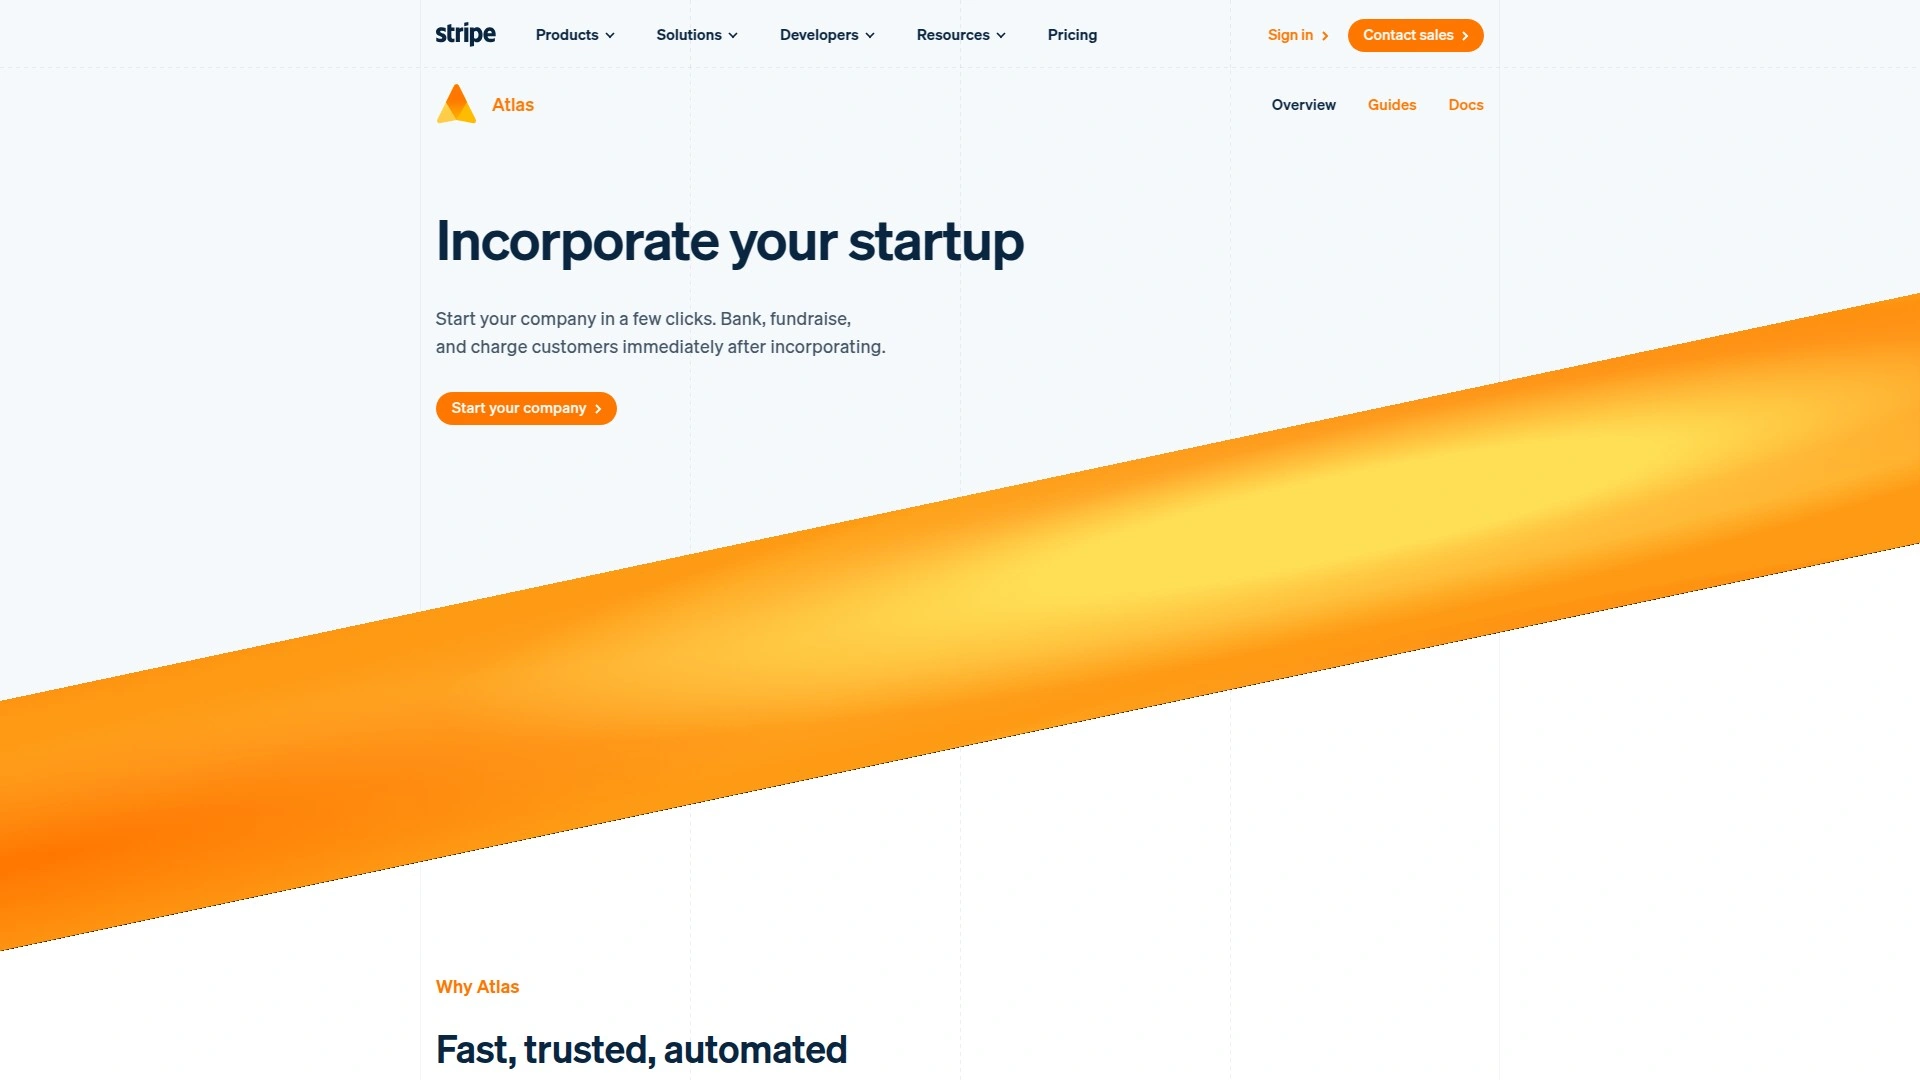 stripe Products Solutions Developers Resources Pricing Sign in Contact sales
Atlas Overview Guides Docs
Incorporate your startup
Start your company in a few clicks. Bank, fundraise,
and charge customers immediately after incorporating.
Start your company
Why Atlas
Fast, trusted, automated